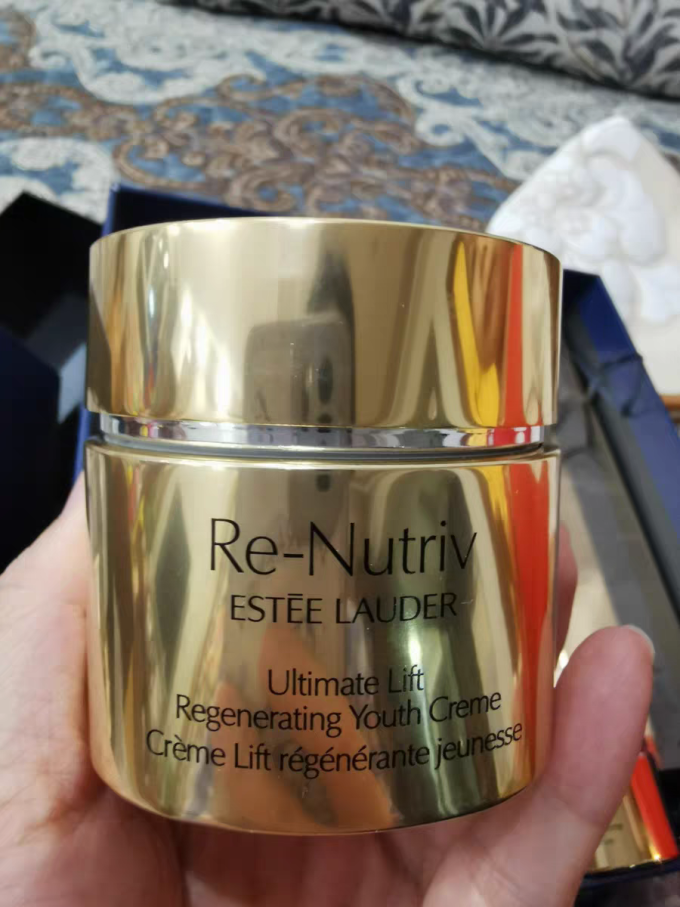 Re-Nutriv
ESTĒE LAUDER
Ultimate Lift
Regenerating Youth Creme
Crème Lift régénérante jeunesse